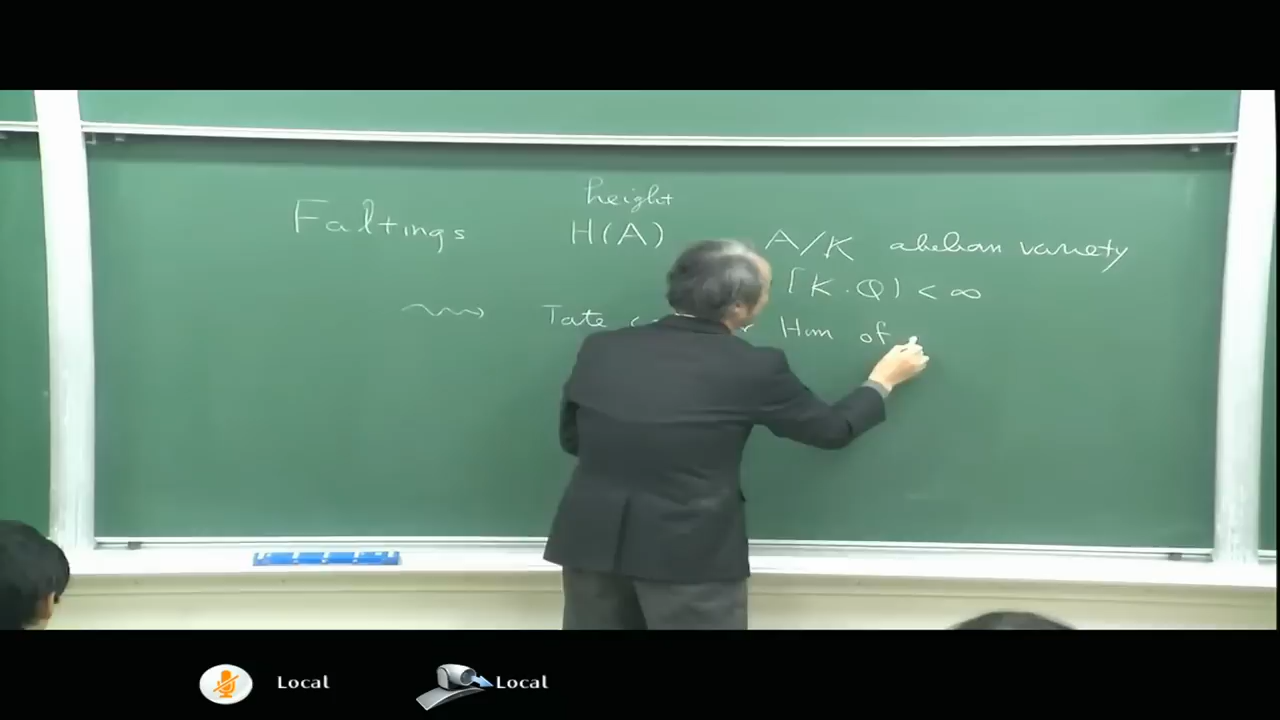 height
Faltings H(A) A/K abelian variety
[K.Q) < ∞
Tate Hom of
Local Local